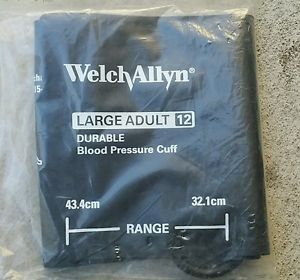 WelchAllyn®
LARGE ADULT 12
DURABLE
Blood Pressure Cuff
43.4cm 32.1cm
RANGE